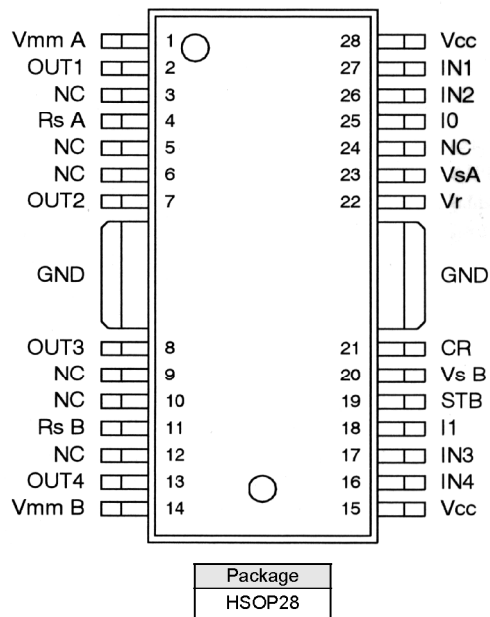 Vmm A 1 28 Vcc
OUT1 2 27 IN1
NC 3 26 IN2
Rs A 4 25 I0
NC 5 24 NC
NC 6 23 VsA
OUT2 7 22 Vr
GND GND
OUT3 8 21 CR
NC 9 20 Vs B
NC 10 19 STB
Rs B 11 18 I1
NC 12 17 IN3
OUT4 13 16 IN4
Vmm B 14 15 Vcc
Package
HSOP28